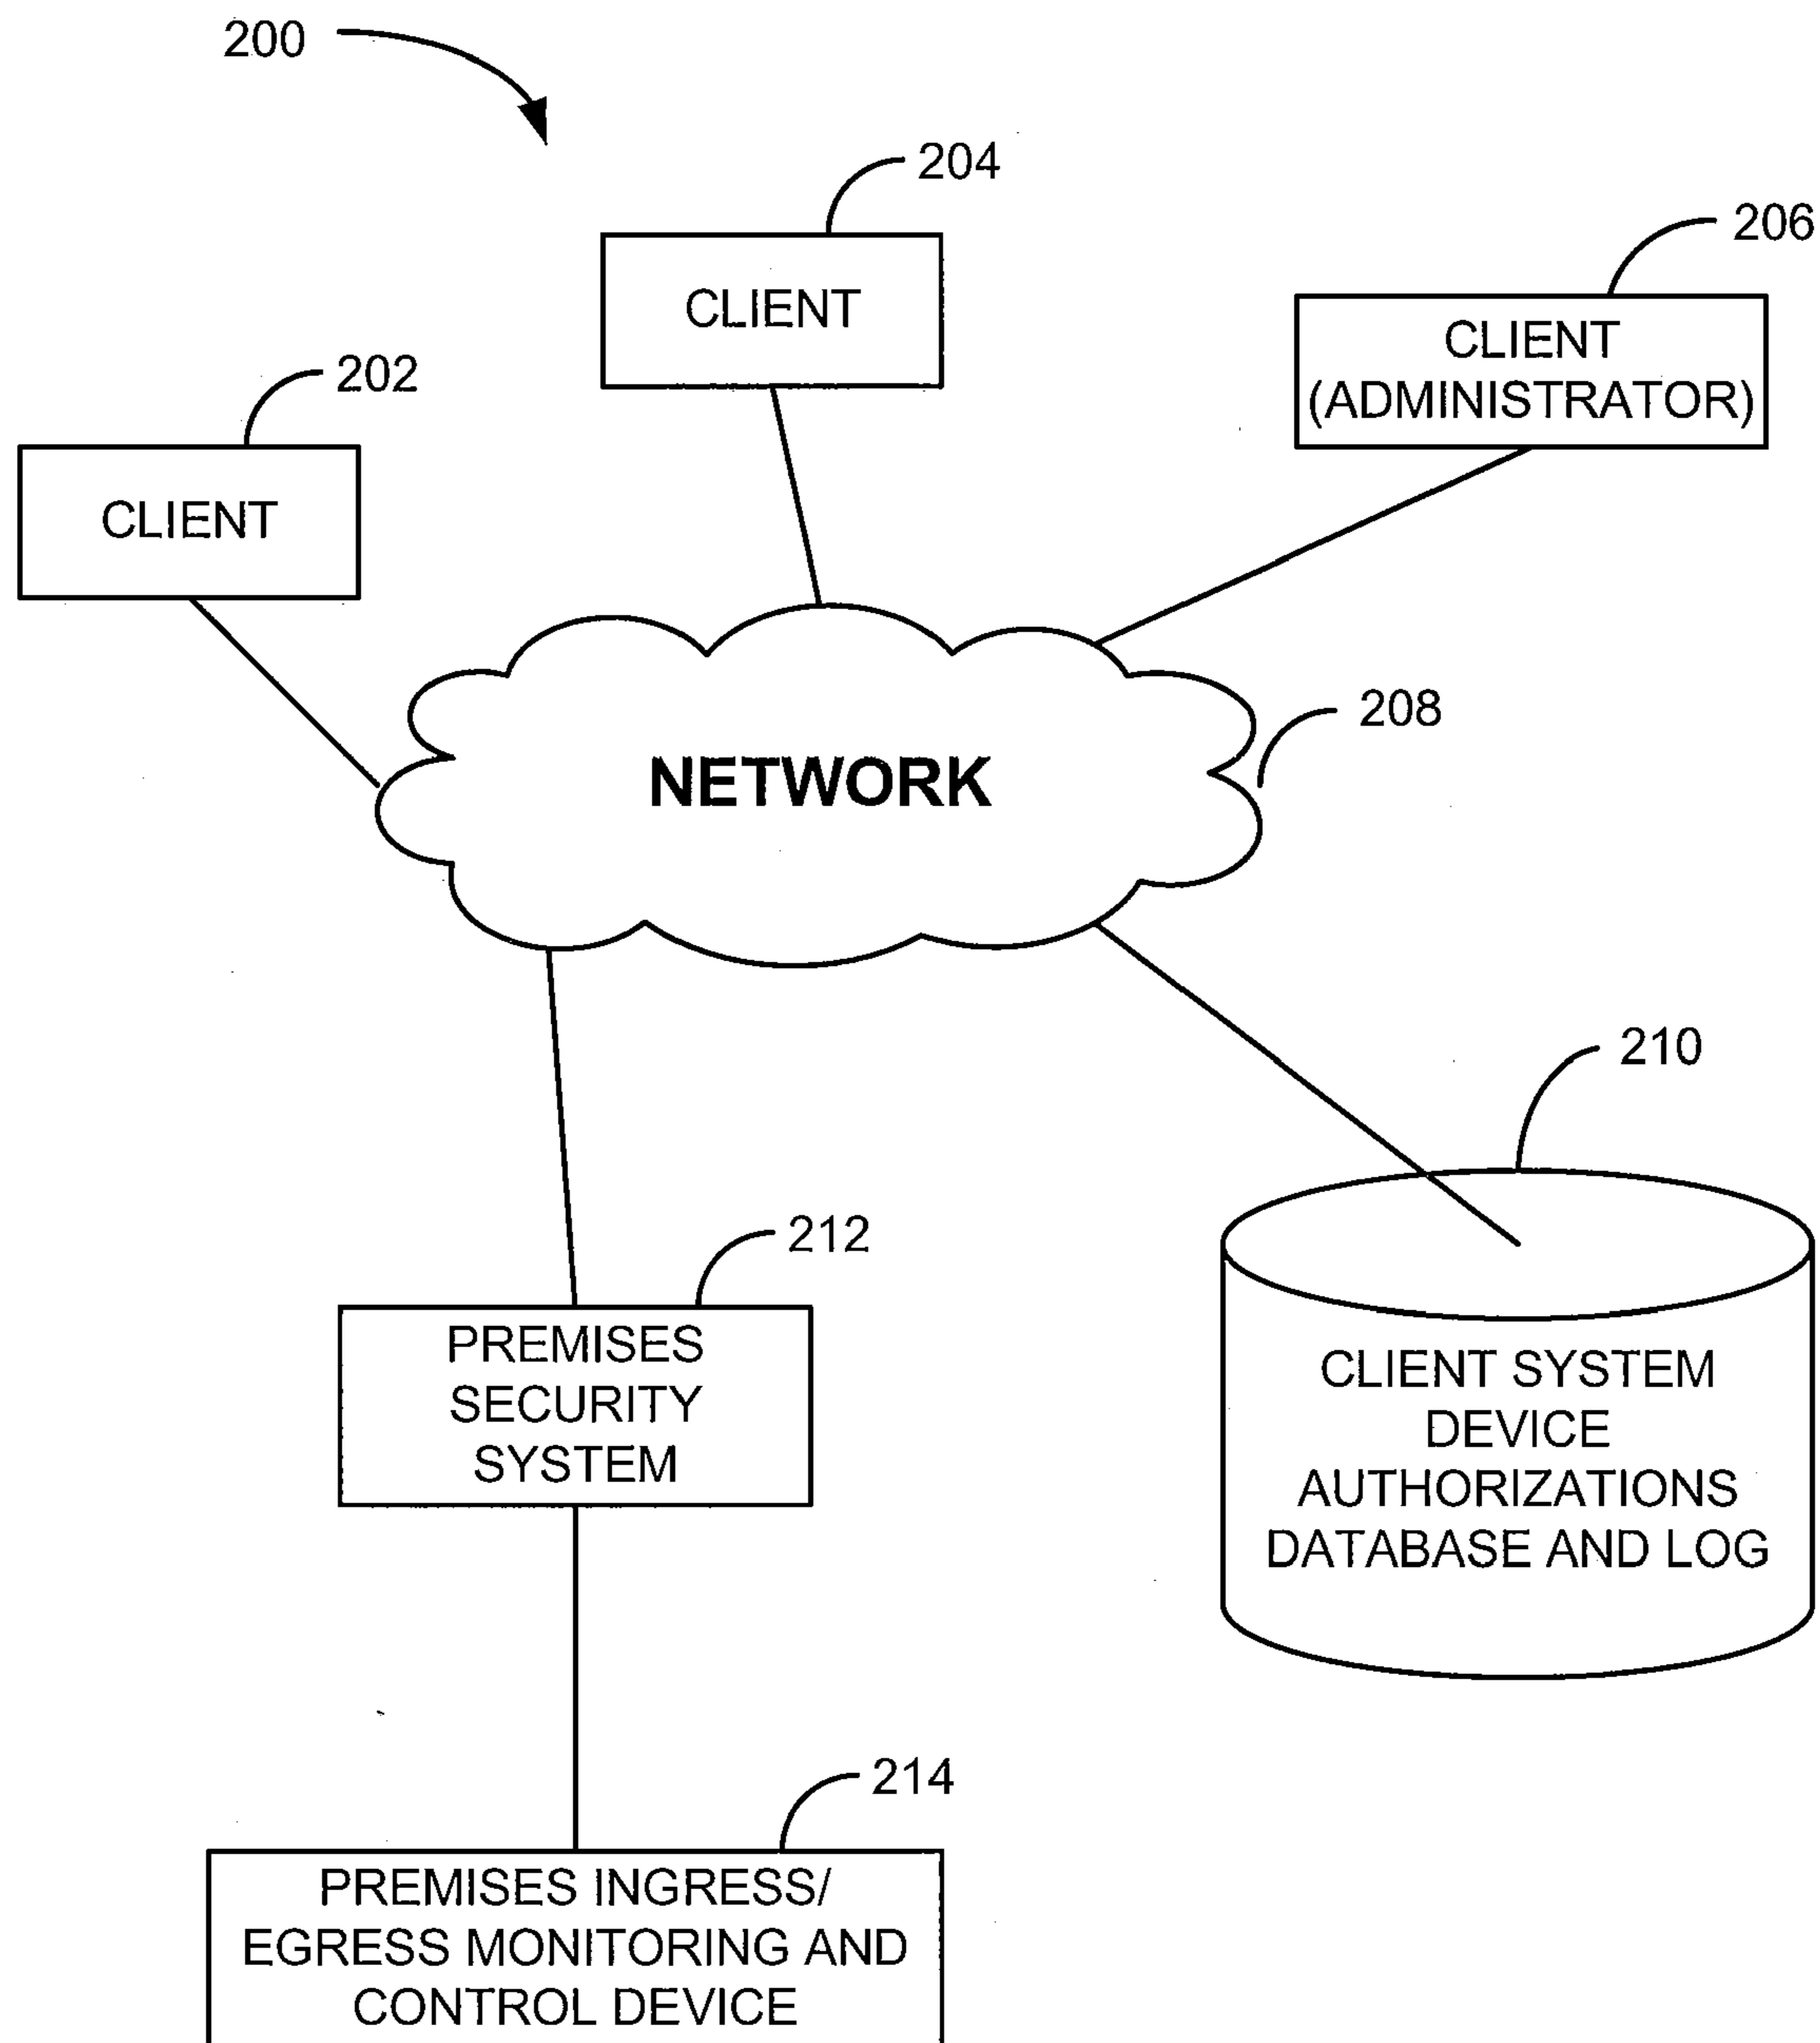 200
204
CLIENT
206
CLIENT
(ADMINISTRATOR)
202
CLIENT
208
NETWORK
210
212
PREMISES
SECURITY
SYSTEM
CLIENT SYSTEM
DEVICE
AUTHORIZATIONS
DATABASE AND LOG
214
PREMISES INGRESS/
EGRESS MONITORING AND
CONTROL DEVICE